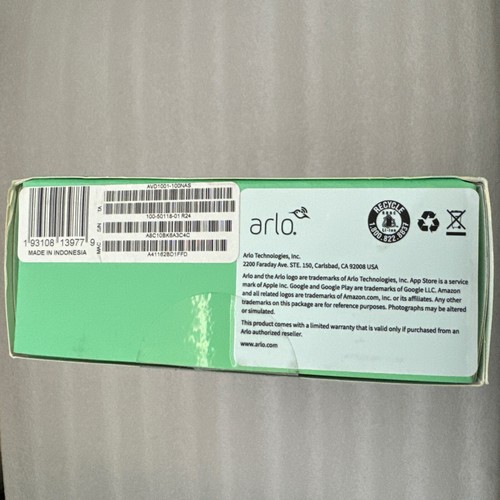 AVD1001-100NAS
TA
100-50118-01 R24
S/N
A8C10BK8A3C4C
MAC
A41162BD1FFD
1 93108 13977 9
MADE IN INDONESIA
arlo
RECYCLE
Li-ion
1.800.822.8837
Arlo Technologies, Inc.
2200 Faraday Ave. STE. 150, Carlsbad, CA 92008 USA
Arlo and the Arlo logo are trademarks of Arlo Technologies, Inc. App Store is a service
mark of Apple Inc. Google and Google Play are trademarks of Google LLC. Amazon
and all related logos are trademarks of Amazon.com, inc. or its affiliates. Any other
trademarks on this package are for reference purposes. Photographs may be altered
or simulated.
This product comes with a limited warranty that is valid only if purchased from an
Arlo authorized reseller.
www.arlo.com